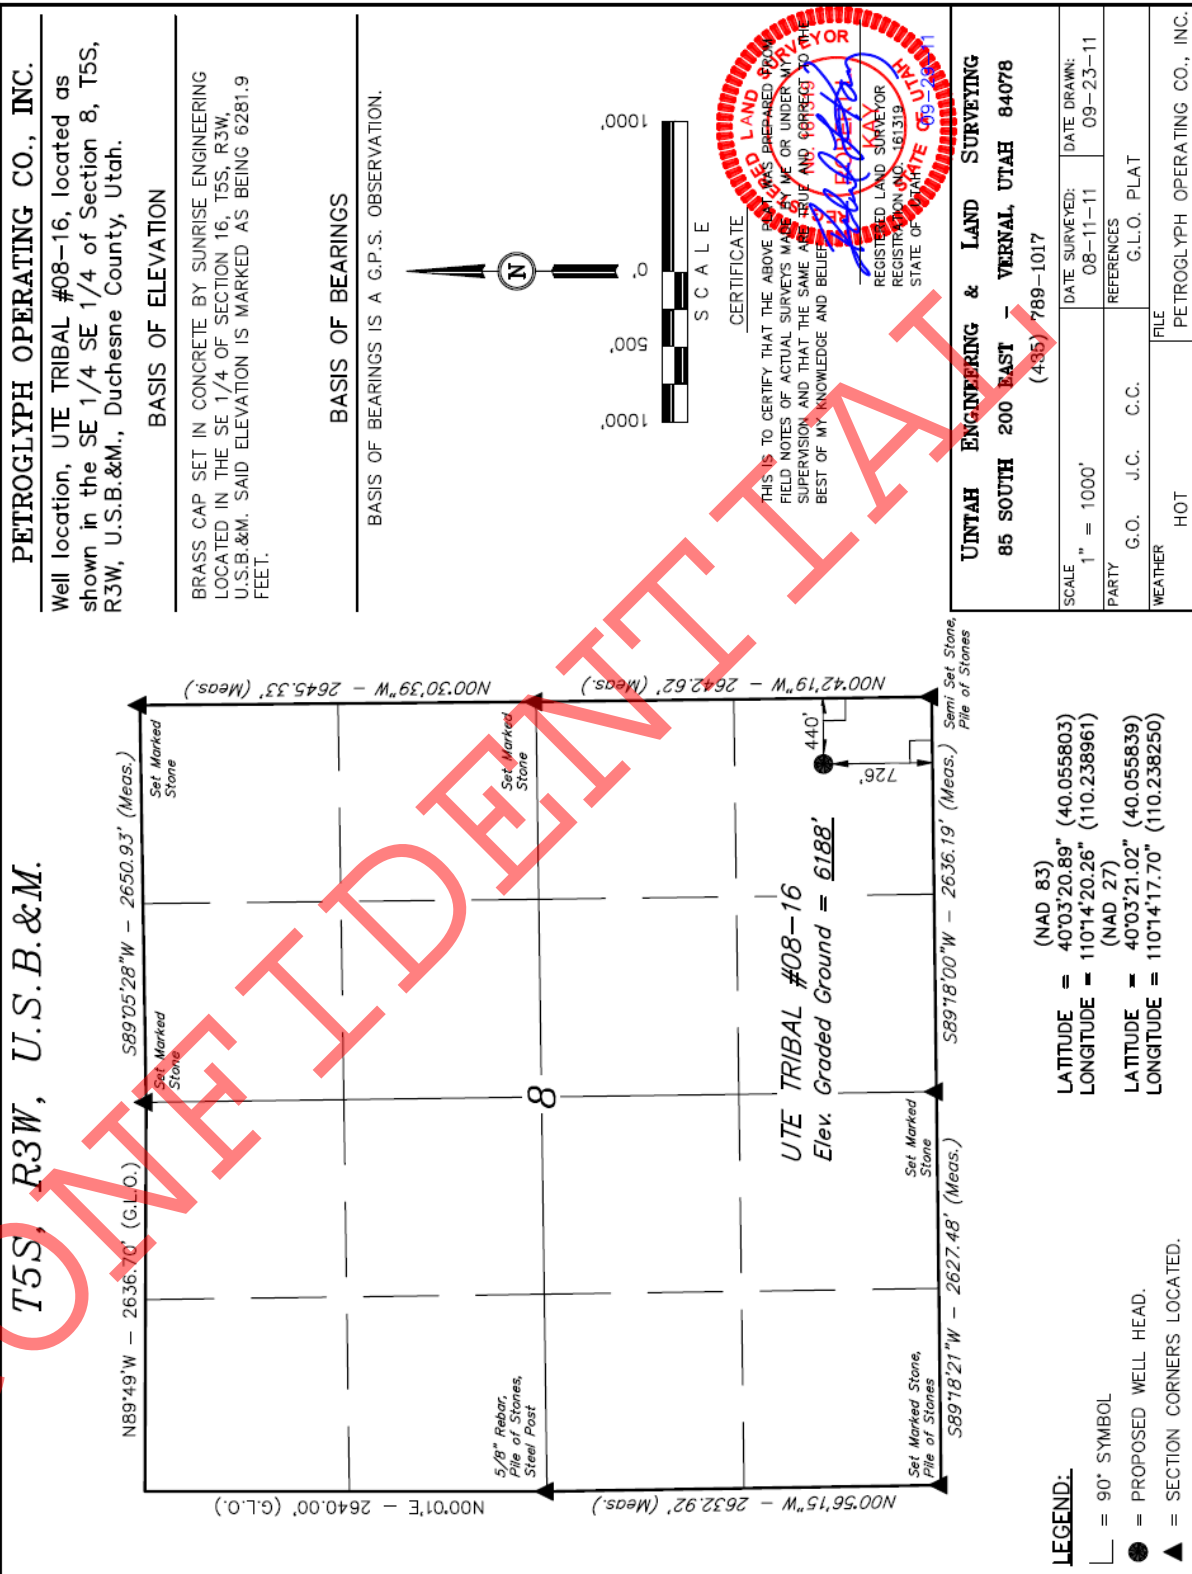 T5S, R3W, U.S.B.&M.
N89°49'W - 2636.70' (G.L.O.)
S89°05'28"W - 2650.93' (Meas.)
Set Marked
Stone
Set Marked
Stone
N00°01'E - 2640.00' (G.L.O.)
N00°30'39"W - 2645.33' (Meas.)
5/8" Rebar,
Pile of Stones,
Steel Post
8
Set Marked
Stone
N00°56'15"W - 2632.92' (Meas.)
N00°42'19"W - 2642.62' (Meas.)
UTE TRIBAL #08-16
Elev. Graded Ground = 6188'
440'
726'
Set Marked Stone,
Pile of Stones
Set Marked
Stone
Semi Set Stone,
Pile of Stones
S89°18'21"W - 2627.48' (Meas.)
S89°18'00"W - 2636.19' (Meas.)
LEGEND:
= 90° SYMBOL
= PROPOSED WELL HEAD.
= SECTION CORNERS LOCATED.
(NAD 83)
LATITUDE = 40°03'20.89" (40.055803)
LONGITUDE = 110°14'20.26" (110.238961)
(NAD 27)
LATITUDE = 40°03'21.02" (40.055839)
LONGITUDE = 110°14'17.70" (110.238250)
PETROGLYPH OPERATING CO., INC.
Well location, UTE TRIBAL #08-16, located as
shown in the SE 1/4 SE 1/4 of Section 8, T5S,
R3W, U.S.B.&M., Duchesne County, Utah.
BASIS OF ELEVATION
BRASS CAP SET IN CONCRETE BY SUNRISE ENGINEERING
LOCATED IN THE SE 1/4 OF SECTION 16, T5S, R3W,
U.S.B.&M. SAID ELEVATION IS MARKED AS BEING 6281.9
FEET.
BASIS OF BEARINGS
BASIS OF BEARINGS IS A G.P.S. OBSERVATION.
N
1000' 500' 0' 1000'
SCALE
CERTIFICATE
THIS IS TO CERTIFY THAT THE ABOVE PLAT WAS PREPARED FROM
FIELD NOTES OF ACTUAL SURVEYS MADE BY ME OR UNDER MY
SUPERVISION AND THAT THE SAME ARE TRUE AND CORRECT TO THE
BEST OF MY KNOWLEDGE AND BELIEF
REGISTERED LAND SURVEYOR
REGISTRATION NO. 161319
STATE OF UTAH
REGISTERED LAND SURVEYOR
No. 161319
ROBERT
KAY
STATE OF UTAH
09-29-11
UINTAH ENGINEERING & LAND SURVEYING
85 SOUTH 200 EAST - VERNAL, UTAH 84078
(435) 789-1017
SCALE
1" = 1000'
DATE SURVEYED:
08-11-11
DATE DRAWN:
09-23-11
PARTY
G.O. J.C. C.C.
REFERENCES
G.L.O. PLAT
WEATHER
HOT
FILE
PETROGLYPH OPERATING CO., INC.
CONFIDENTIAL